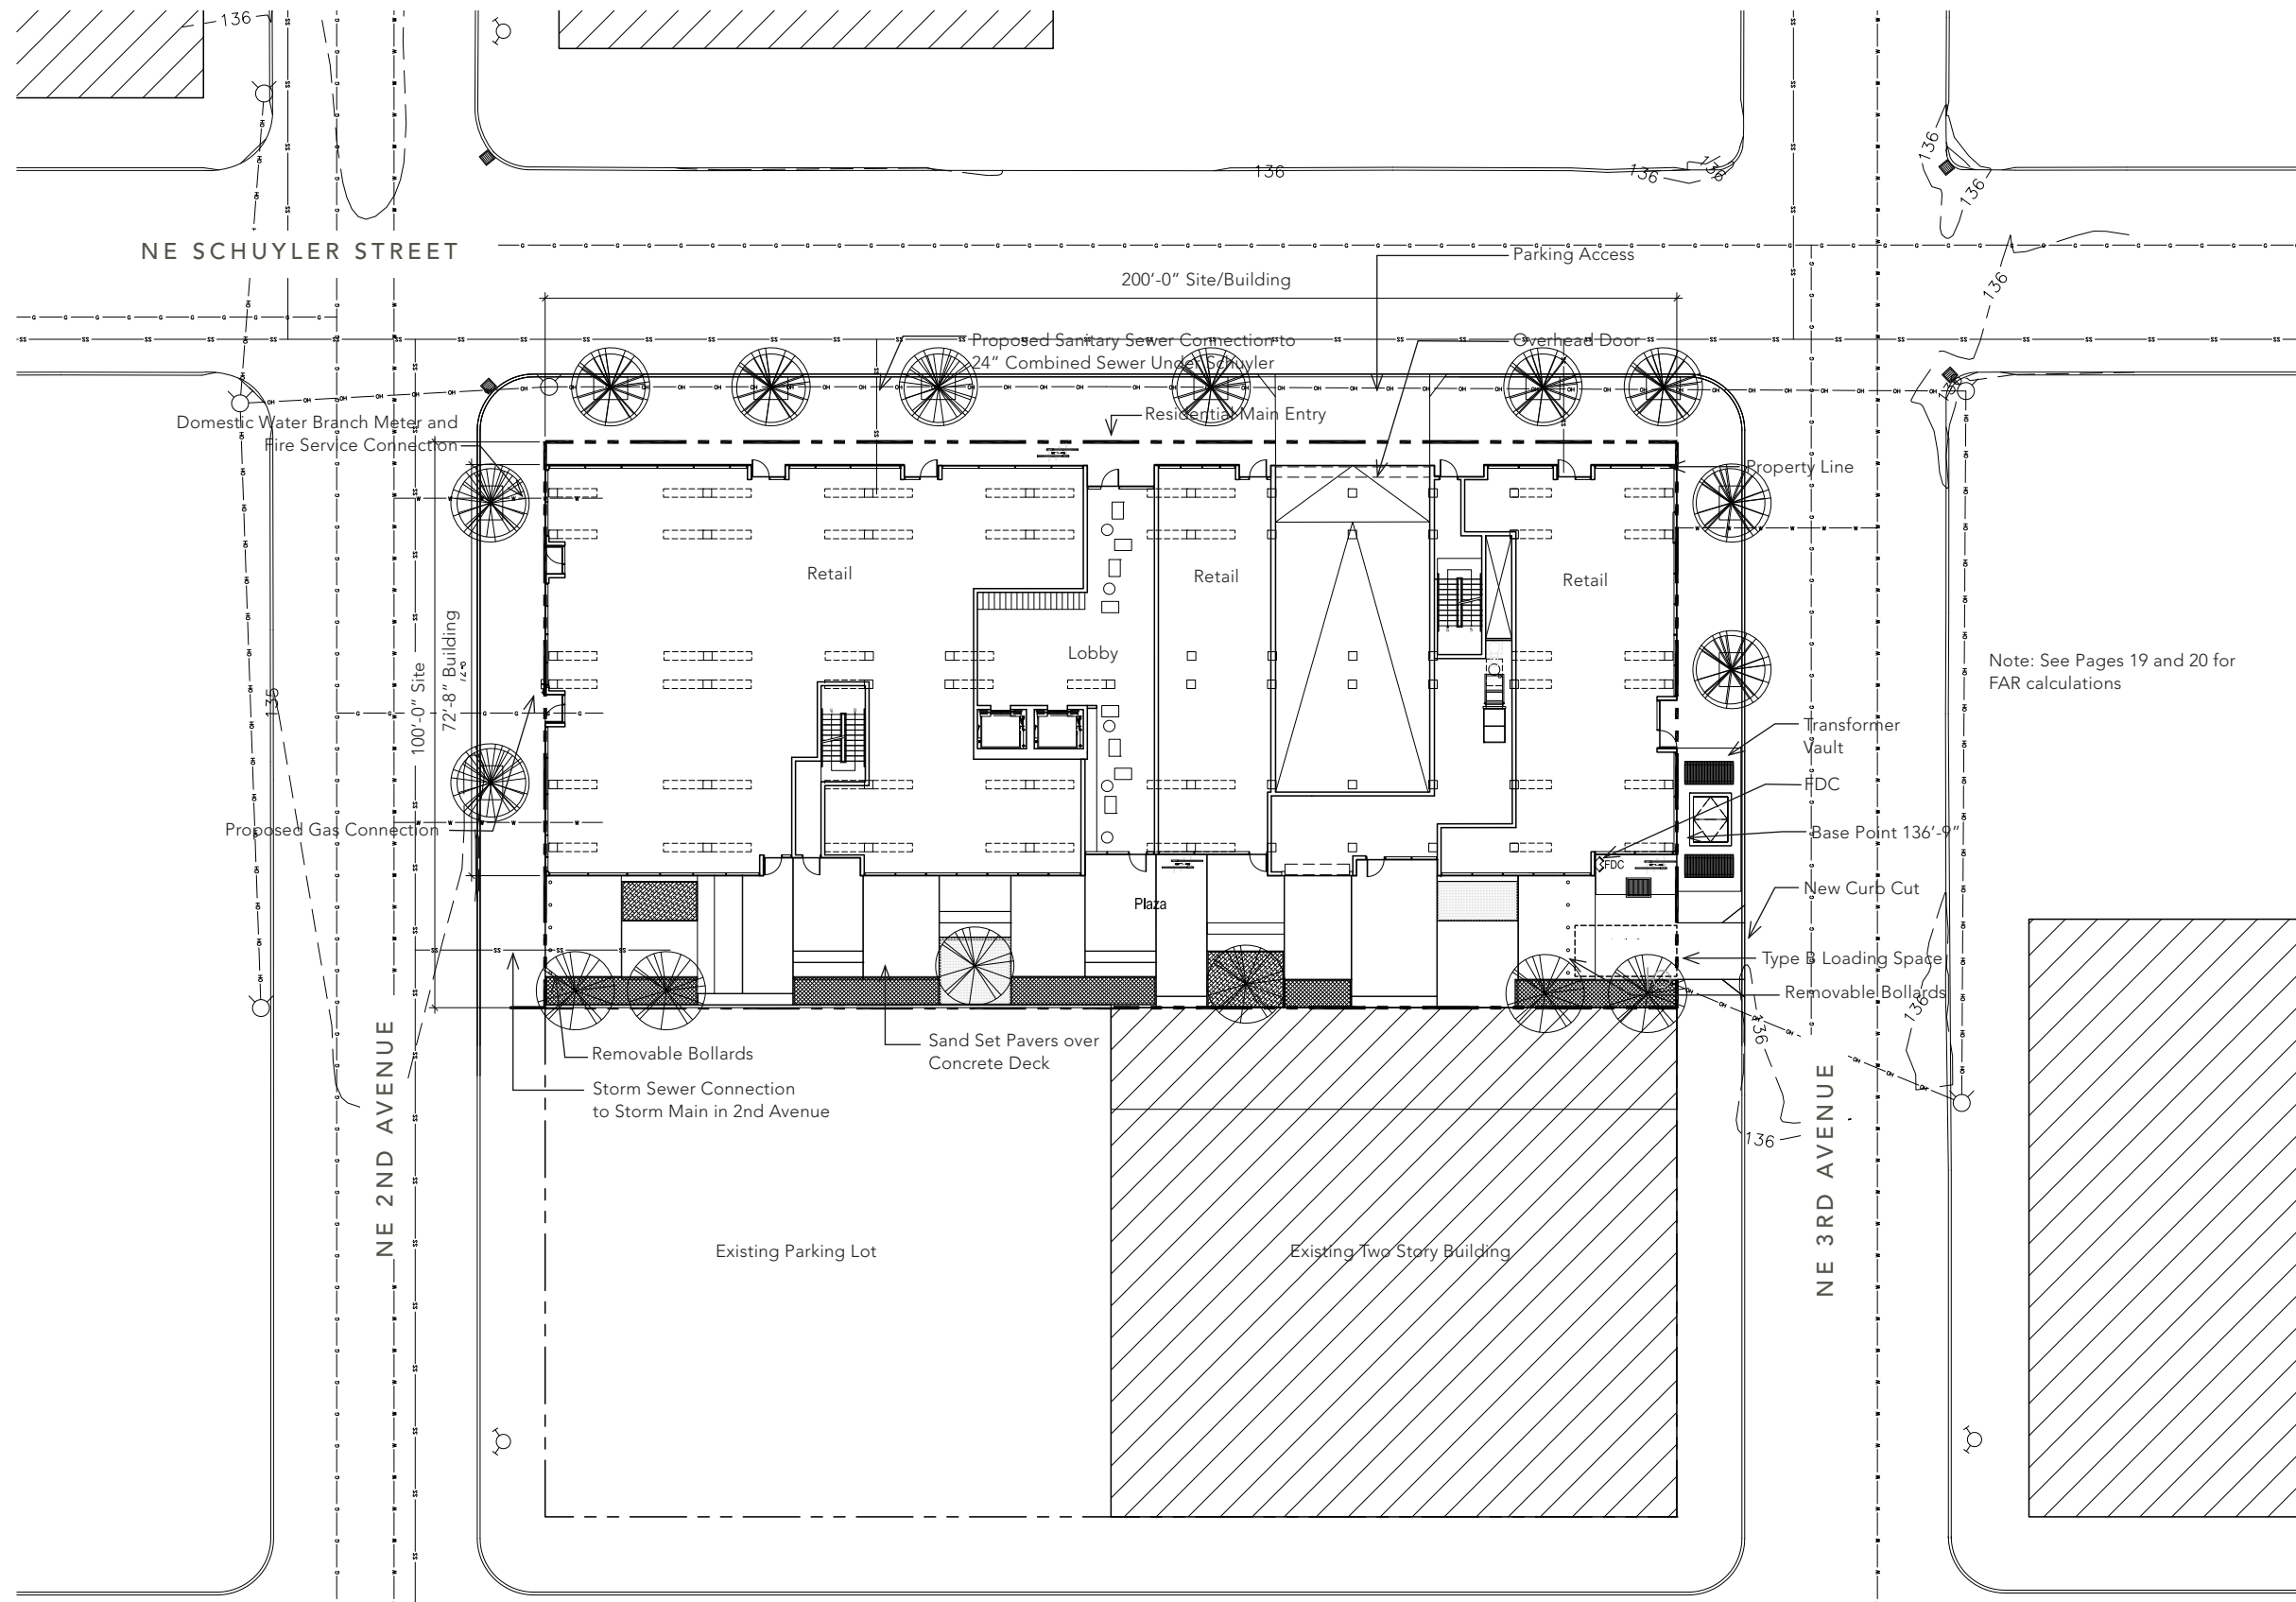 136
136
136
136
136
136
NE SCHUYLER STREET
Parking Access
200'-0" Site/Building
136
Proposed Sanitary Sewer Connection to
24" Combined Sewer Under Schuyler
Overhead Door
136
Domestic Water Branch Meter and
Fire Service Connection
Residential Main Entry
Property Line
Retail
Retail
Retail
Lobby
100'-0" Site
72'-8" Building
135
Note: See Pages 19 and 20 for
FAR calculations
Transformer
Vault
FDC
Proposed Gas Connection
Base Point 136'-9"
FDC
New Curb Cut
Plaza
Type B Loading Space
Removable Bollards
136
136
Sand Set Pavers over
Concrete Deck
Removable Bollards
Storm Sewer Connection
to Storm Main in 2nd Avenue
136
NE 2ND AVENUE
NE 3RD AVENUE
Existing Parking Lot
Existing Two Story Building